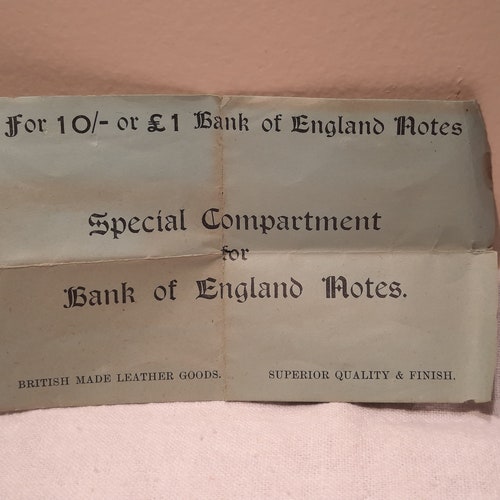 For 10/- or £1 Bank of England Notes
Special Compartment
for
Bank of England Notes.
BRITISH MADE LEATHER GOODS. SUPERIOR QUALITY & FINISH.